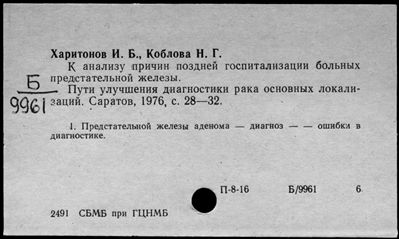 Харитонов И. Б., Коблова Н. Г.
К анализу причин поздней госпитализации больных
предстательной железы.
Б
9961
Пути улучшения диагностики рака основных локали-
заций. Саратов, 1976, с. 28—32.
1. Предстательной железы аденома — диагноз — — ошибки в
диагностике.
П-8-16 Б/9961 6
2491 СБМБ при ГЦНМБ